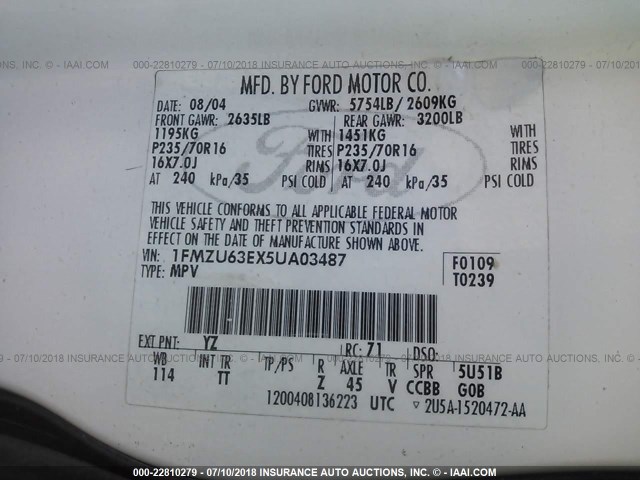 000-22810279 - 07/10/2018 INSURANCE AUTO AUCTIONS, INC. - © IAAI.COM
MFD. BY FORD MOTOR CO.
DATE: 08/04 GVWR: 5754LB/ 2609KG
FRONT GAWR: 2635LB REAR GAWR: 3200LB
1195KG WITH 1451KG WITH
P235/70R16 TIRES P235/70R16 TIRES
16X7.0J RIMS 16X7.0J RIMS
AT 240 kPa/35 PSI COLD AT 240 kPa/35 PSI COLD
Ford
THIS VEHICLE CONFORMS TO ALL APPLICABLE FEDERAL MOTOR
VEHICLE SAFETY AND THEFT PREVENTION STANDARDS IN
EFFECT ON THE DATE OF MANUFACTURE SHOWN ABOVE.
VIN: 1FMZU63EX5UA03487 F0109
TYPE: MPV T0239
EXT PNT: YZ RC: 71 DSO:
WB INT TR TP/PS R AXLE TR SPR 5U51B
114 TT Z 45 V CCBB G0B
1200408136223 UTC ▽ 2U5A-1520472-AA
000-22810279 - 07/10/2018 INSURANCE AUTO AUCTIONS, INC. - © IAAI.COM